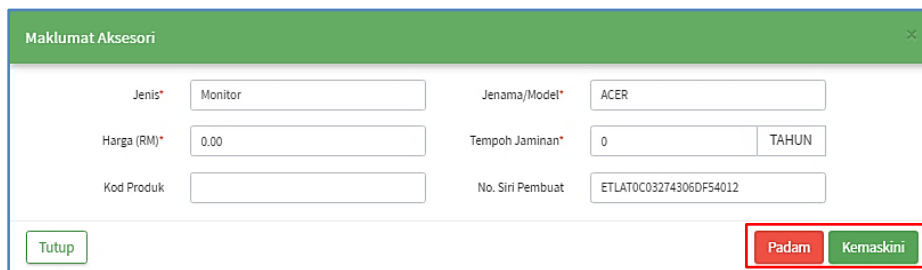 Maklumat Aksesori ×
Jenis* Monitor Jenama/Model* ACER
Harga (RM)* 0.00 Tempoh Jaminan* 0 TAHUN
Kod Produk No. Siri Pembuat ETLAT0C03274306DF54012
Tutup Padam Kemaskini